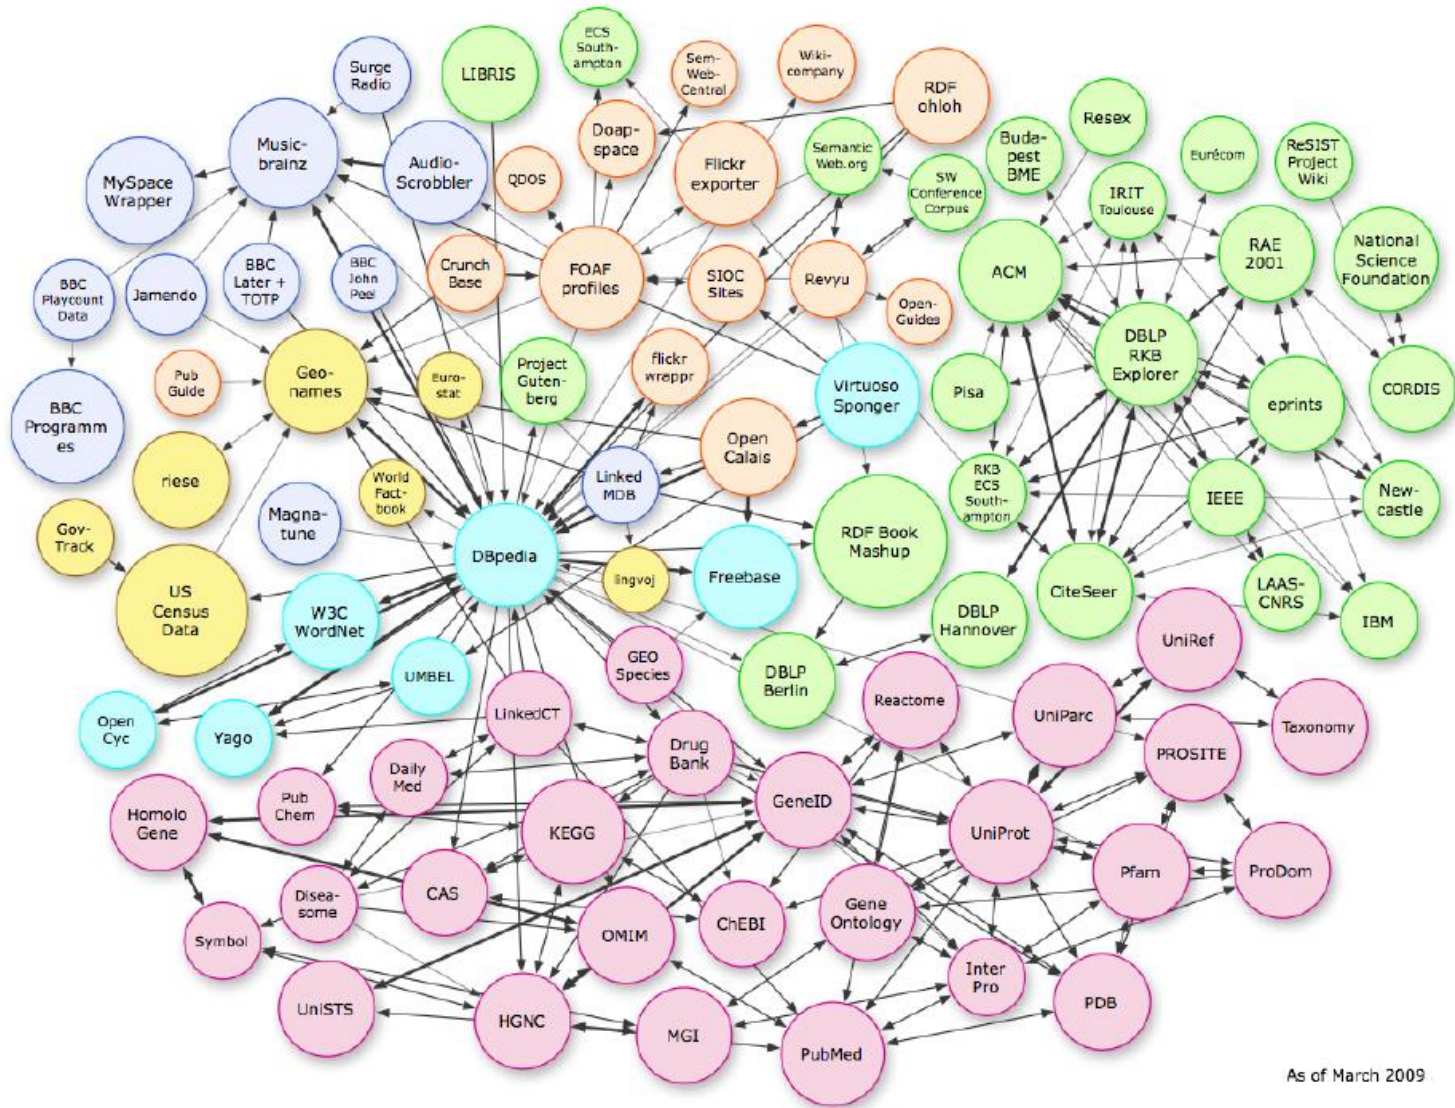 ECS
South-
ampton
Surge
Radio
LIBRIS
Sem-
Web-
Central
Wiki-
company
RDF
ohloh
Music-
brainz
Doap-
space
Flickr
exporter
Semantic
Web.org
Buda-
pest
BME
Resex
Eurécom
ReSIST
Project
Wiki
MySpace
Wrapper
Audio-
Scrobbler
QDOS
SW
Conference
Corpus
IRIT
Toulouse
RAE
2001
National
Science
Foundation
BBC
Playcount
Data
Jamendo
BBC
Later +
TOTP
BBC
John
Peel
Crunch
Base
FOAF
profiles
SIOC
Sites
Revyu
Open-
Guides
ACM
DBLP
RKB
Explorer
Pub
Guide
Geo-
names
Euro-
stat
Project
Guten-
berg
flickr
wrappr
Virtuoso
Sponger
Pisa
eprints
CORDIS
BBC
Programm
es
riese
World
Fact-
book
Linked
MDB
Open
Calais
RKB
ECS
South-
ampton
IEEE
New-
castle
Gov-
Track
Magna-
tune
DBpedia
lingvoj
Freebase
RDF Book
Mashup
US
Census
Data
W3C
WordNet
DBLP
Hannover
CiteSeer
LAAS-
CNRS
IBM
UMBEL
GEO
Species
DBLP
Berlin
UniRef
Open
Cyc
Yago
LinkedCT
Reactome
UniParc
Taxonomy
Daily
Med
Drug
Bank
PROSITE
Homolo
Gene
Pub
Chem
KEGG
GeneID
UniProt
Pfam
ProDom
Disea-
some
CAS
ChEBI
Gene
Ontology
Symbol
OMIM
Inter
Pro
UniSTS
HGNC
MGI
PubMed
PDB
As of March 2009